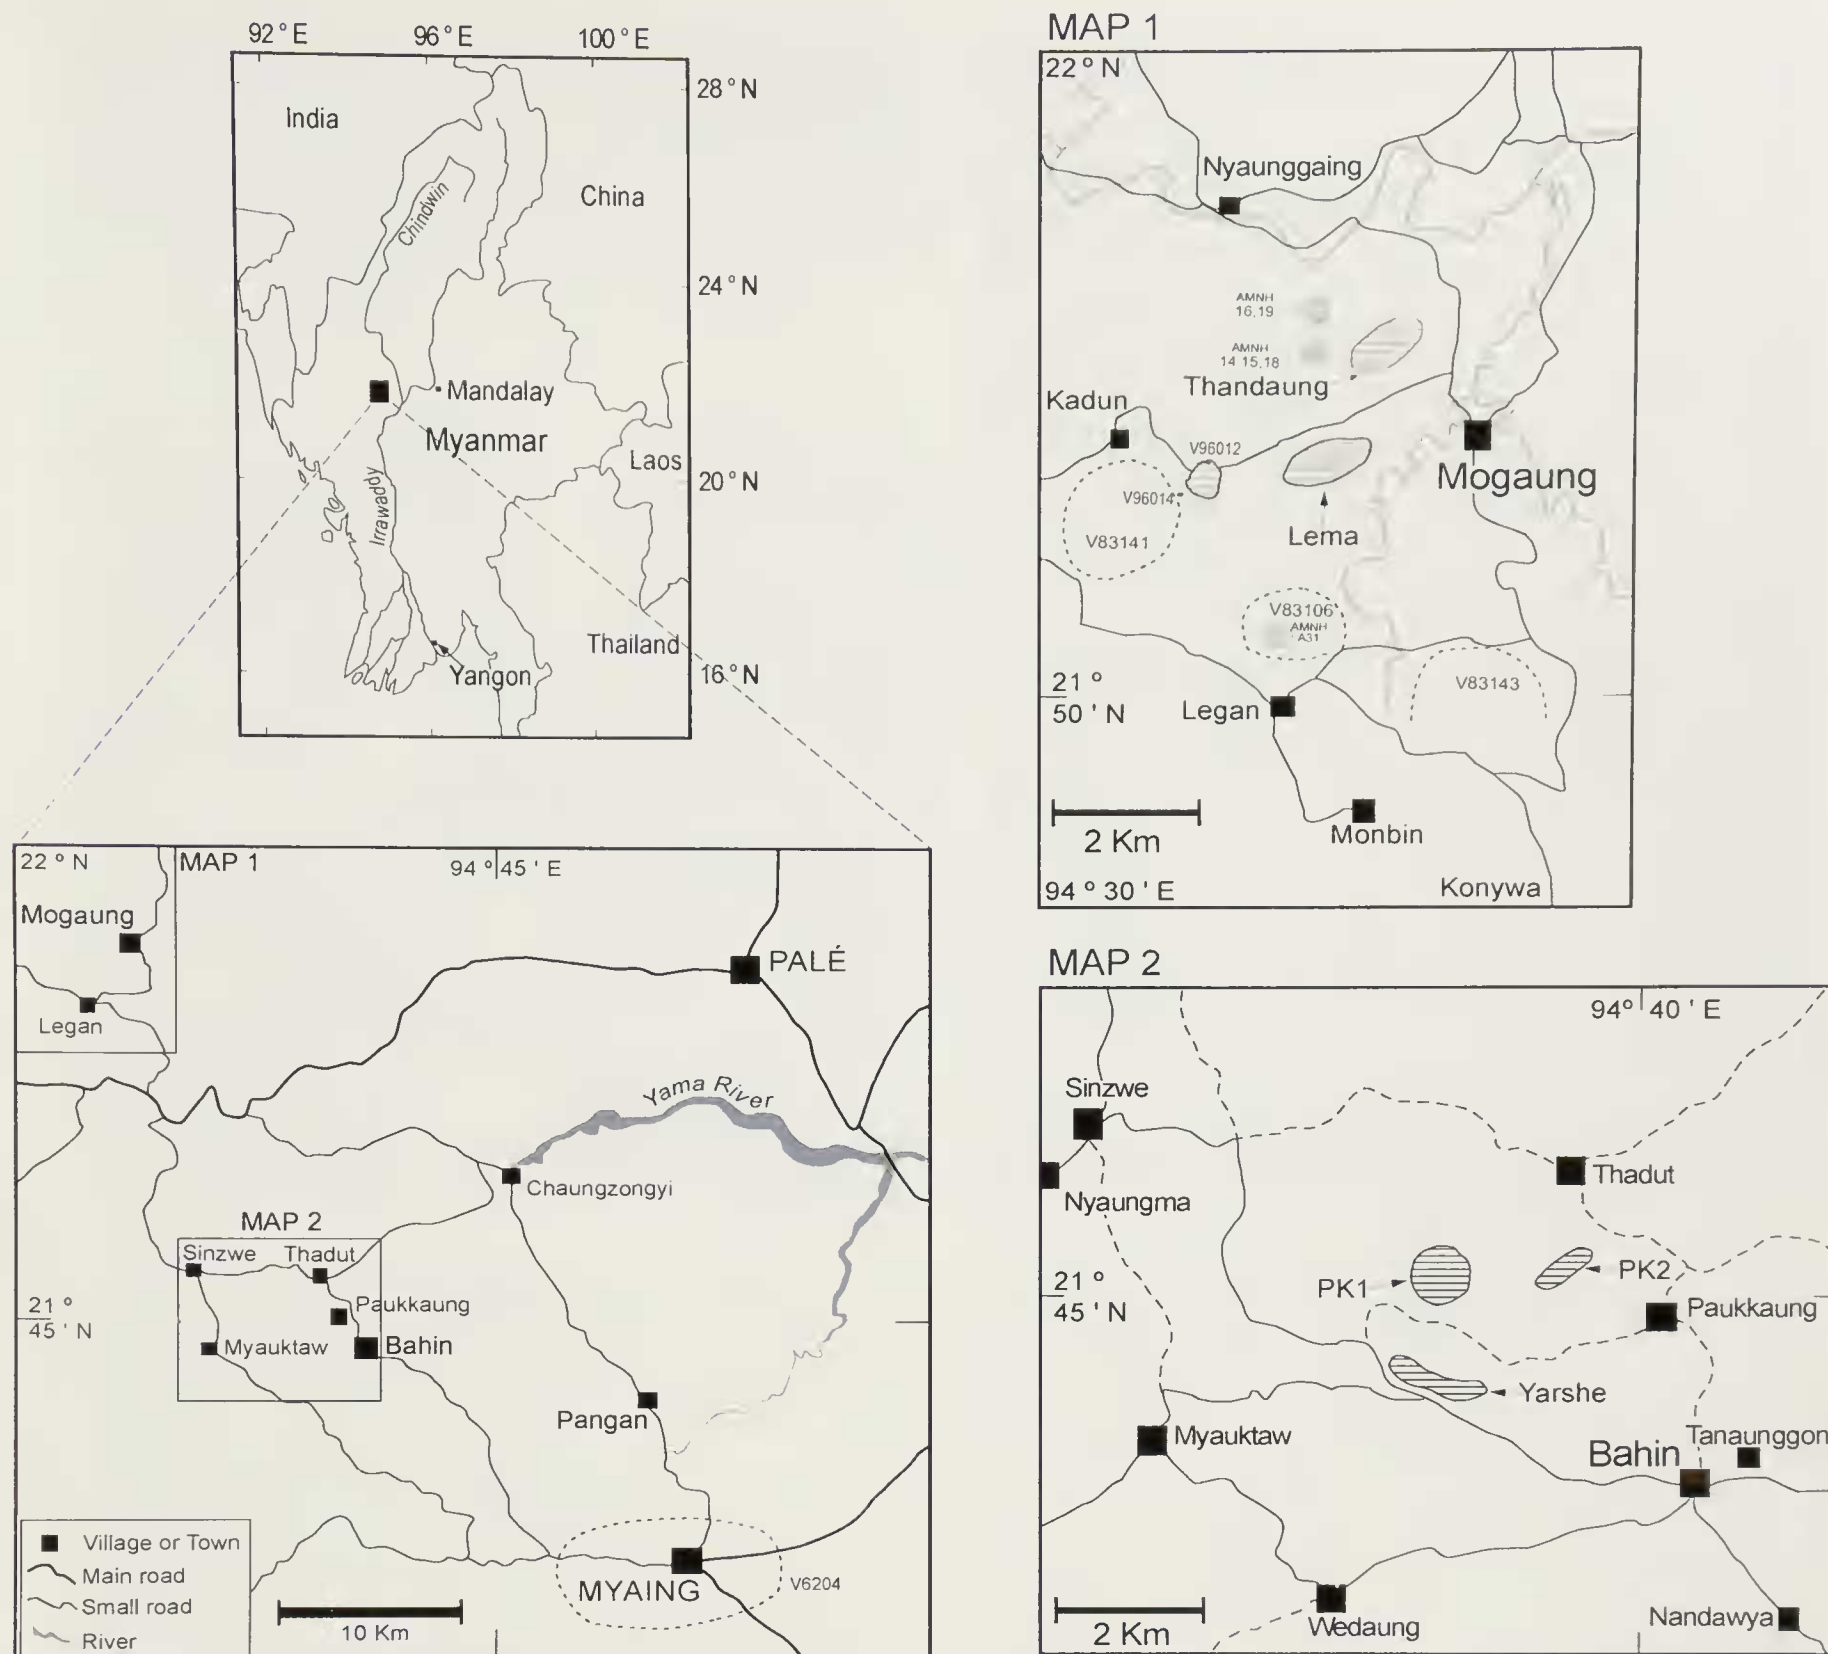 92°E 96°E 100°E
28°N
India
China
Chindwin
24°N
Mandalay
Myanmar
Laos
20°N
Irrawaddy
Thailand
16°N
Yangon
MAP 1
22°N
Nyaunggaing
AMNH
16,19
AMNH
14 15,18
Thandaung
Kadun
V96012
Mogaung
V96014
Lema
V83141
V83106
AMNH
A31
V83143
21°
50'N
Legan
2 Km
Monbin
94°30'E
Konywa
22°N
MAP 1
94°45'E
Mogaung
PALÉ
Legan
Yama River
Chaungzongyi
MAP 2
Sinzwe Thadut
21°
45'N
Paukkaung
Myauktaw
Bahin
Pangan
MYAING
V6204
Village or Town
Main road
Small road
River
10 Km
MAP 2
94°40'E
Sinzwe
Thadut
Nyaungma
PK1
PK2
21°
45'N
Paukkaung
Yarshe
Myauktaw
Tanaunggon
Bahin
2 Km
Wedaung
Nandawya